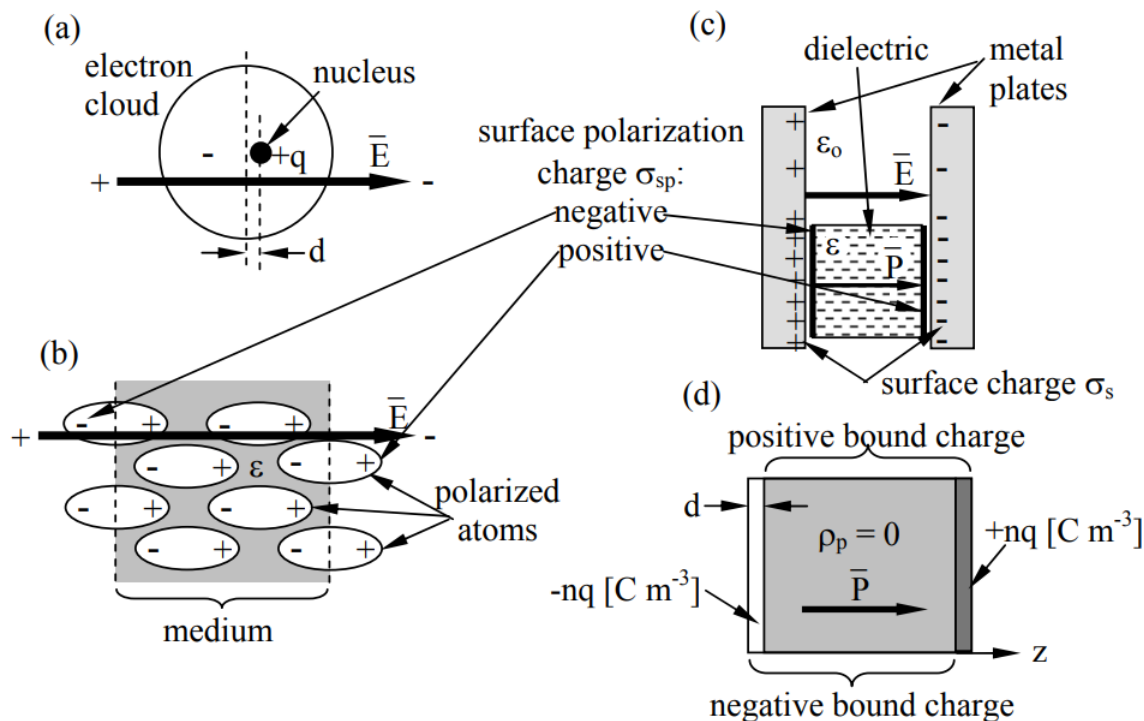 (a)
electron
cloud
nucleus
-
+q
E̅
+
-
d
surface polarization
charge σsp:
negative
positive
(c)
dielectric
metal
plates
+
-
εo
+
-
E̅
ε
P̅
+ + + + + + +
- - - - - - -
surface charge σs
(b)
+
E̅
-
- +
- +
- +
ε
- +
- +
- +
- +
- +
polarized
atoms
medium
(d)
positive bound charge
d
ρp = 0
+nq [C m-3]
P̅
-nq [C m-3]
z
negative bound charge